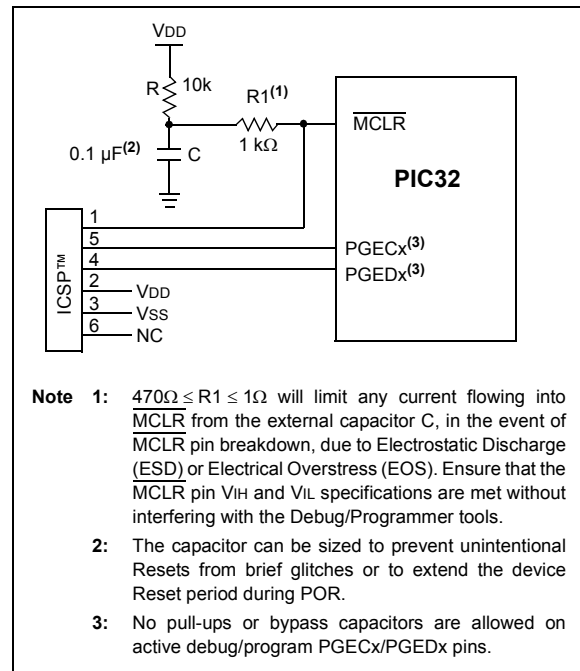 VDD
R 10k
R1(1)
1 kΩ
0.1 µF(2) C
MCLR
PIC32
PGECx(3)
PGEDx(3)
ICSP™
1
5
4
2
3
6
VDD
VSS
NC
Note 1: 470Ω ≤ R1 ≤ 1Ω will limit any current flowing into
MCLR from the external capacitor C, in the event of
MCLR pin breakdown, due to Electrostatic Discharge
(ESD) or Electrical Overstress (EOS). Ensure that the
MCLR pin VIH and VIL specifications are met without
interfering with the Debug/Programmer tools.
2: The capacitor can be sized to prevent unintentional
Resets from brief glitches or to extend the device
Reset period during POR.
3: No pull-ups or bypass capacitors are allowed on
active debug/program PGECx/PGEDx pins.